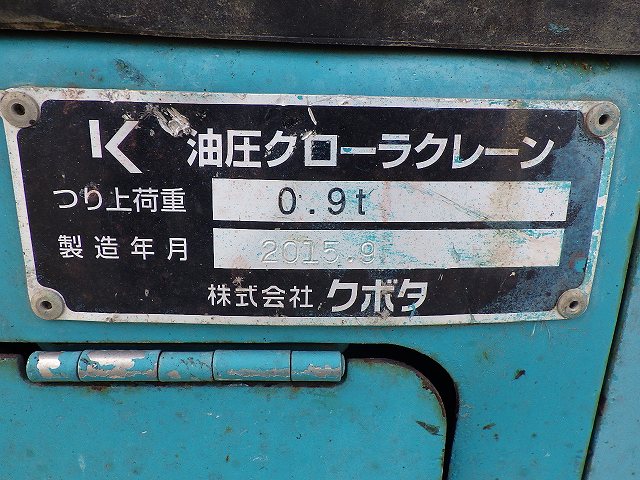 K 油圧クローラクレーン
つり上荷重 0.9t
製造年月 2015.9
株式会社 クボタ